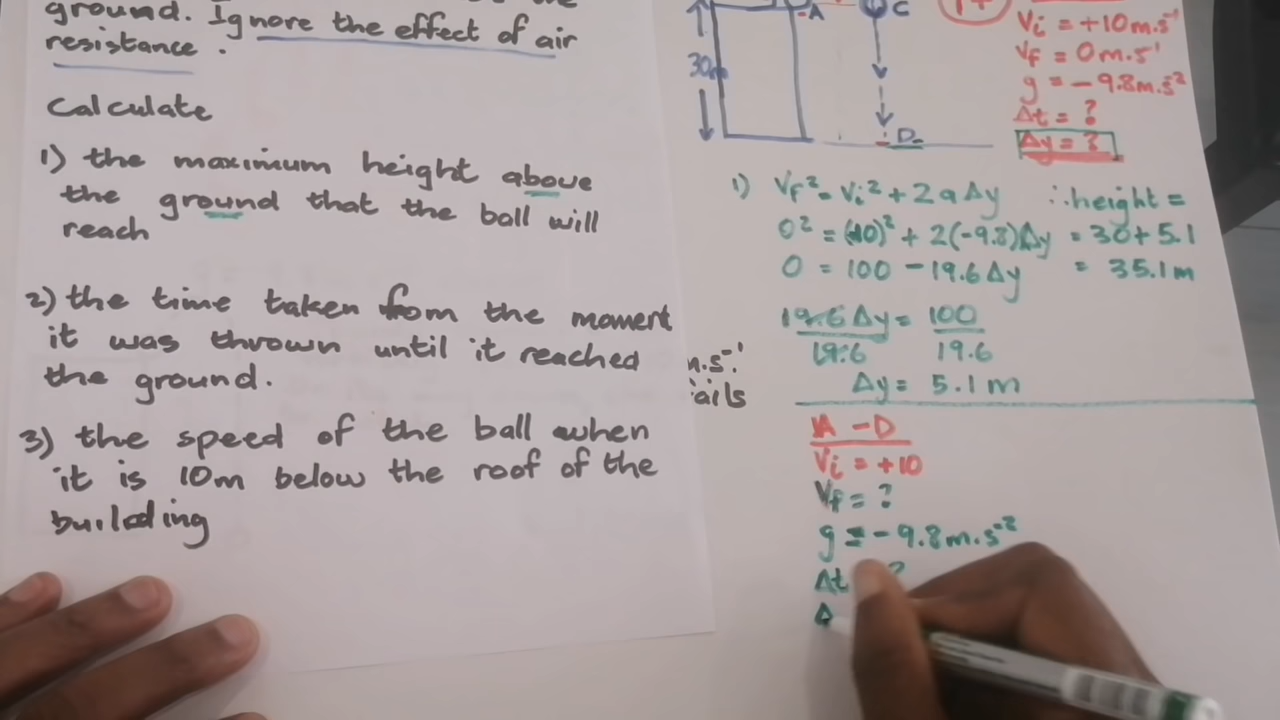 ground. Ignore the effect of air
resistance.
Calculate
1) the maximum height above
the ground that the ball will
reach
2) the time taken from the moment
it was thrown until it reached
the ground.
3) the speed of the ball when
it is 10m below the roof of the
building
30m
A
C
D
Vi = +10m.s⁻¹
Vf = 0m.s¹
g = -9.8m.s²
Δt = ?
Δy = ?
1) Vf² = Vi² + 2aΔy
0² = (10)² + 2(-9.8)Δy
0 = 100 - 19.6Δy
19.6Δy = 100
19.6 19.6
Δy = 5.1m
∴ height =
= 30 + 5.1
= 35.1m
m.s⁻¹
ails
A - D
Vi = +10
Vf = ?
g = -9.8m.s⁻²
Δt ?
Δ